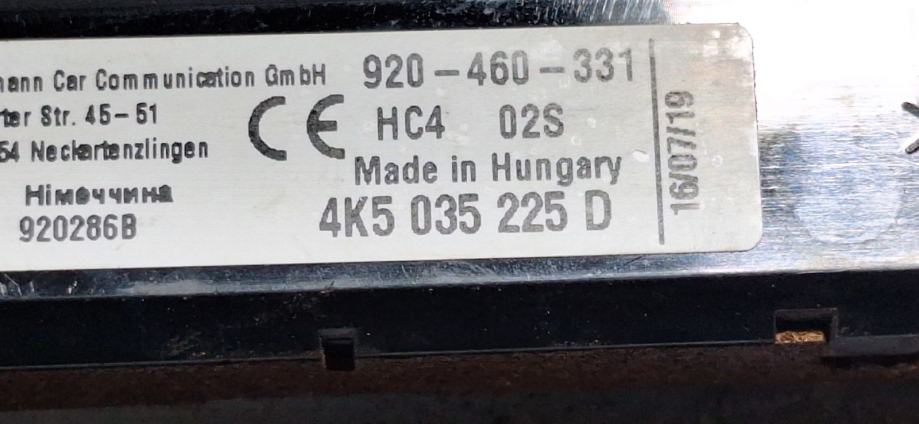 mann Car Communication GmbH 920-460-331
ter Str. 45-51
CE HC4 02S
54 Neckartenzlingen
Made in Hungary
Німеччина
920286B
4K5 035 225 D
16/07/19